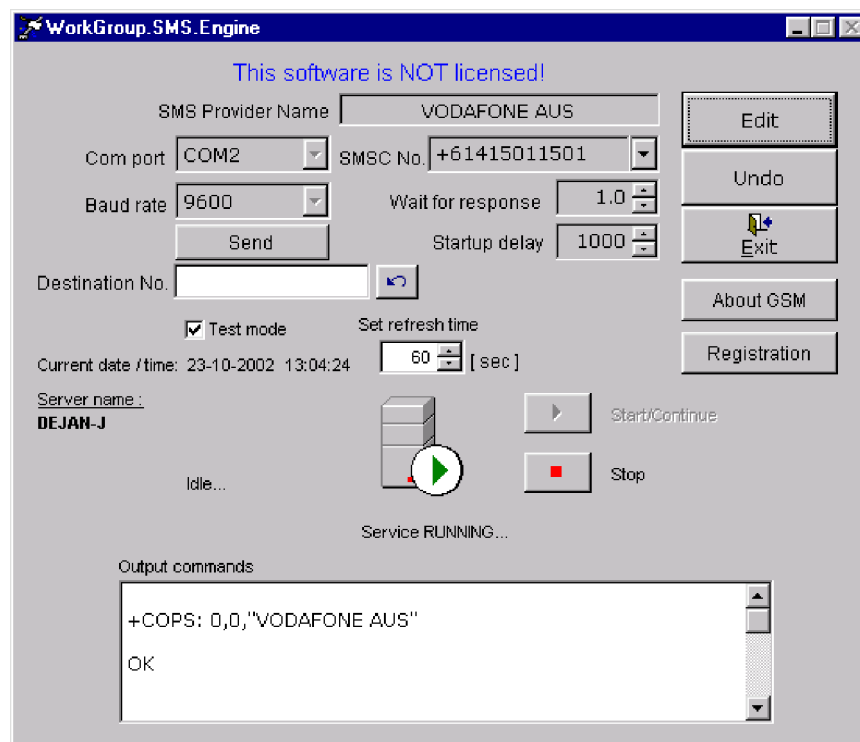 WorkGroup.SMS.Engine
This software is NOT licensed!
SMS Provider Name VODAFONE AUS
Edit
Com port COM2 SMSC No. +61415011501
Undo
Baud rate 9600 Wait for response 1.0
Send Startup delay 1000
Exit
Destination No.
About GSM
Test mode Set refresh time
Registration
Current date / time: 23-10-2002 13:04:24 60 [ sec ]
Server name :
DEJAN-J
Start/Continue
Idle...
Stop
Service RUNNING...
Output commands
+COPS: 0,0,"VODAFONE AUS"
OK